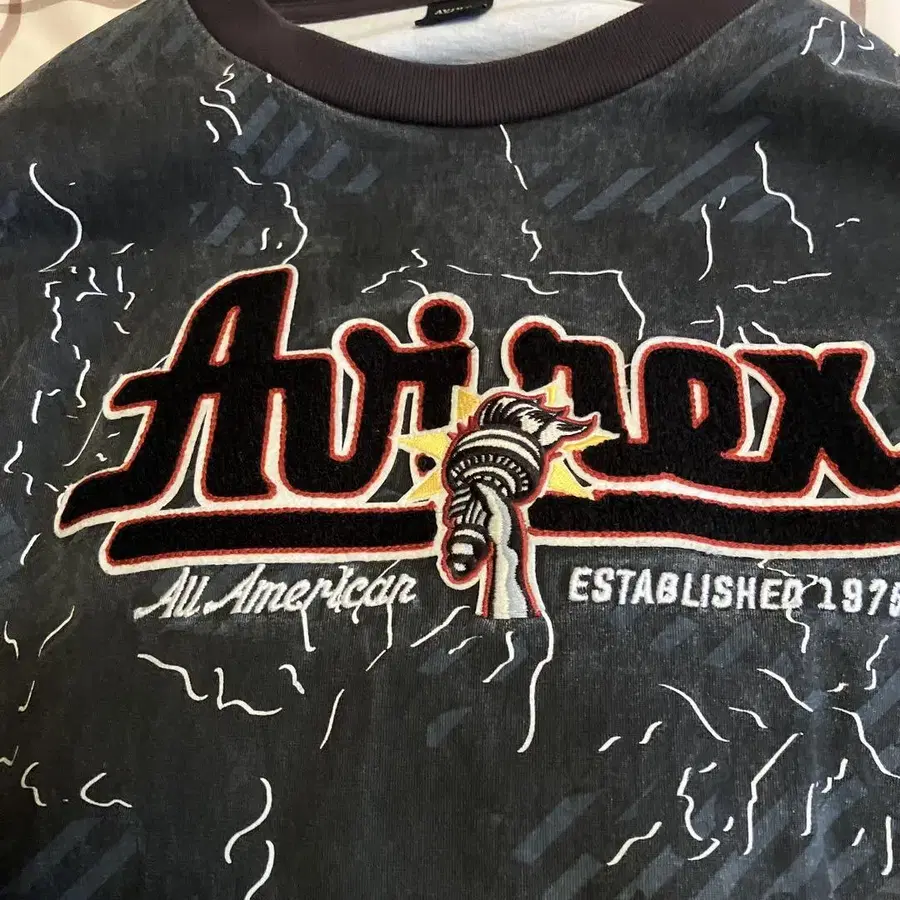 Avirex
All American
ESTABLISHED 1975